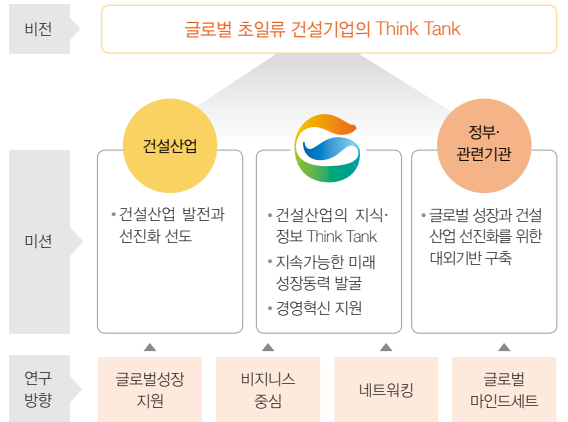 비전
글로벌 초일류 건설기업의 Think Tank
미션
건설산업
• 건설산업 발전과
선진화 선도
• 건설산업의 지식·
정보 Think Tank
• 지속가능한 미래
성장동력 발굴
• 경영혁신 지원
정부·
관련기관
• 글로벌 성장과 건설
산업 선진화를 위한
대외기반 구축
연구
방향
글로벌성장
지원
비지니스
중심
네트워킹
글로벌
마인드세트